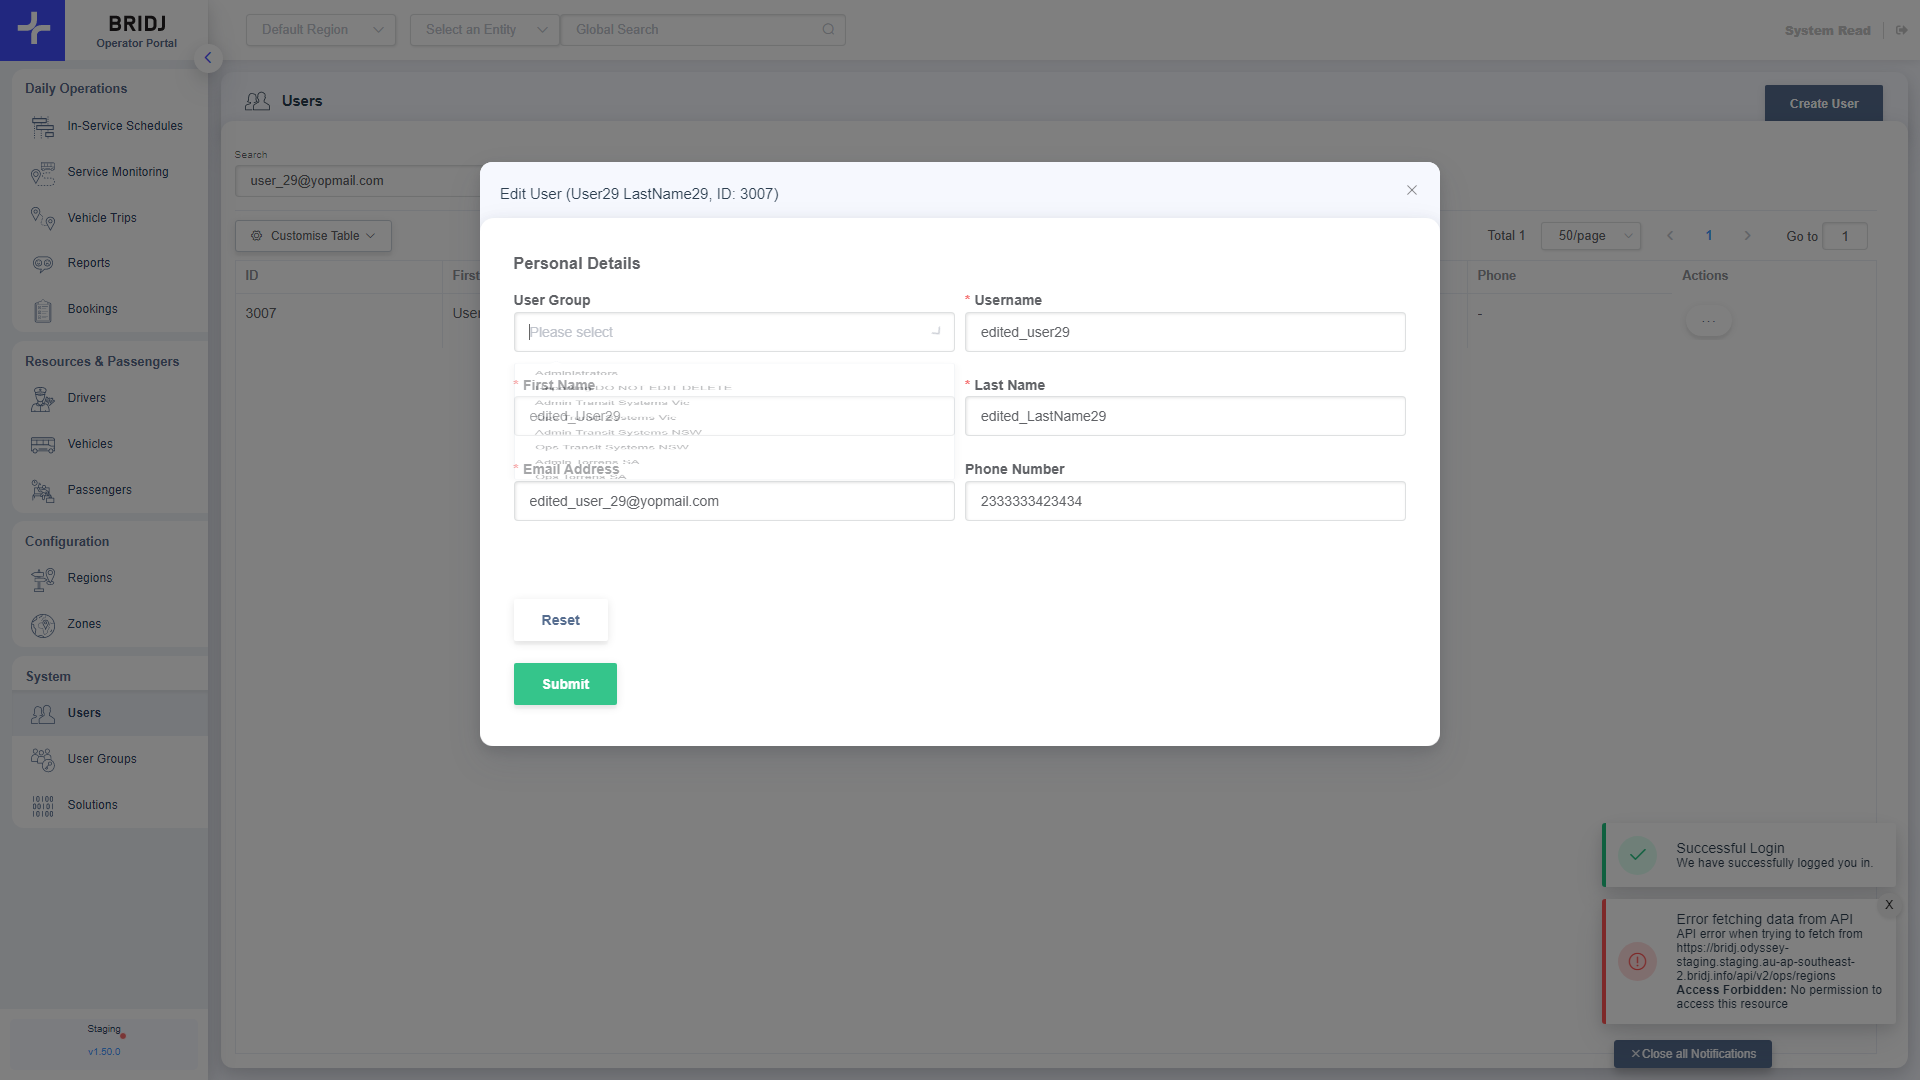 BRIDJ
Operator Portal
Default Region
Select an Entity
Global Search
System Read
Daily Operations
In-Service Schedules
Service Monitoring
Vehicle Trips
Reports
Bookings
Resources & Passengers
Drivers
Vehicles
Passengers
Configuration
Regions
Zones
System
Users
User Groups
Solutions
Staging
v1.50.0
Users
Create User
Search
user_29@yopmail.com
Customise Table
Total 1
50/page
1
Go to
1
ID
First
Phone
Actions
3007
User
-
...
Edit User (User29 LastName29, ID: 3007)
Personal Details
User Group
* Username
Please select
edited_user29
Administrators
* First Name
DO NOT EDIT DELETE
* Last Name
Admin Transit Systems Vic
edited_User29
Ops Transit Systems Vic
edited_LastName29
Admin Transit Systems NSW
Ops Transit Systems NSW
Admin Torrens SA
* Email Address
Ops Torrens SA
Phone Number
edited_user_29@yopmail.com
2333333423434
Reset
Submit
Successful Login
We have successfully logged you in.
X
Error fetching data from API
API error when trying to fetch from
https://bridj.odyssey-
staging.staging.au-ap-southeast-
2.bridj.info/api/v2/ops/regions
Access Forbidden: No permission to
access this resource
Close all Notifications